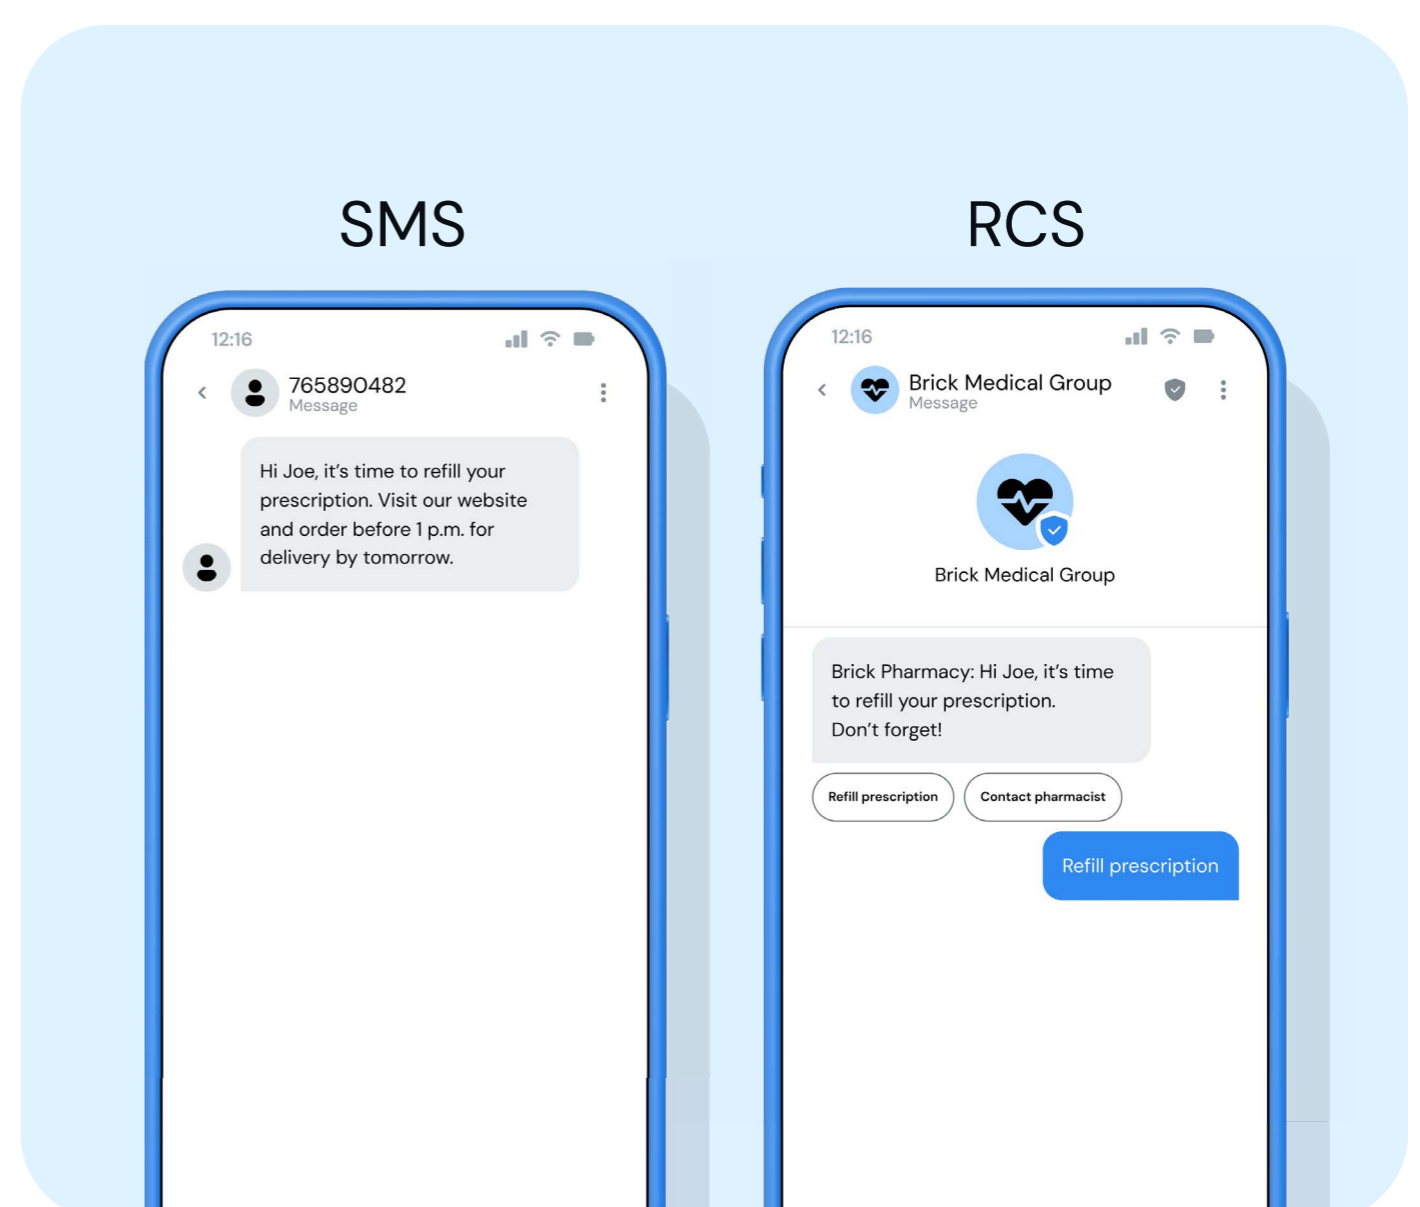 SMS
12:16
765890482
Message
Hi Joe, it's time to refill your
prescription. Visit our website
and order before 1 p.m. for
delivery by tomorrow.
RCS
12:16
Brick Medical Group
Message
Brick Medical Group
Brick Pharmacy: Hi Joe, it's time
to refill your prescription.
Don't forget!
Refill prescription
Contact pharmacist
Refill prescription